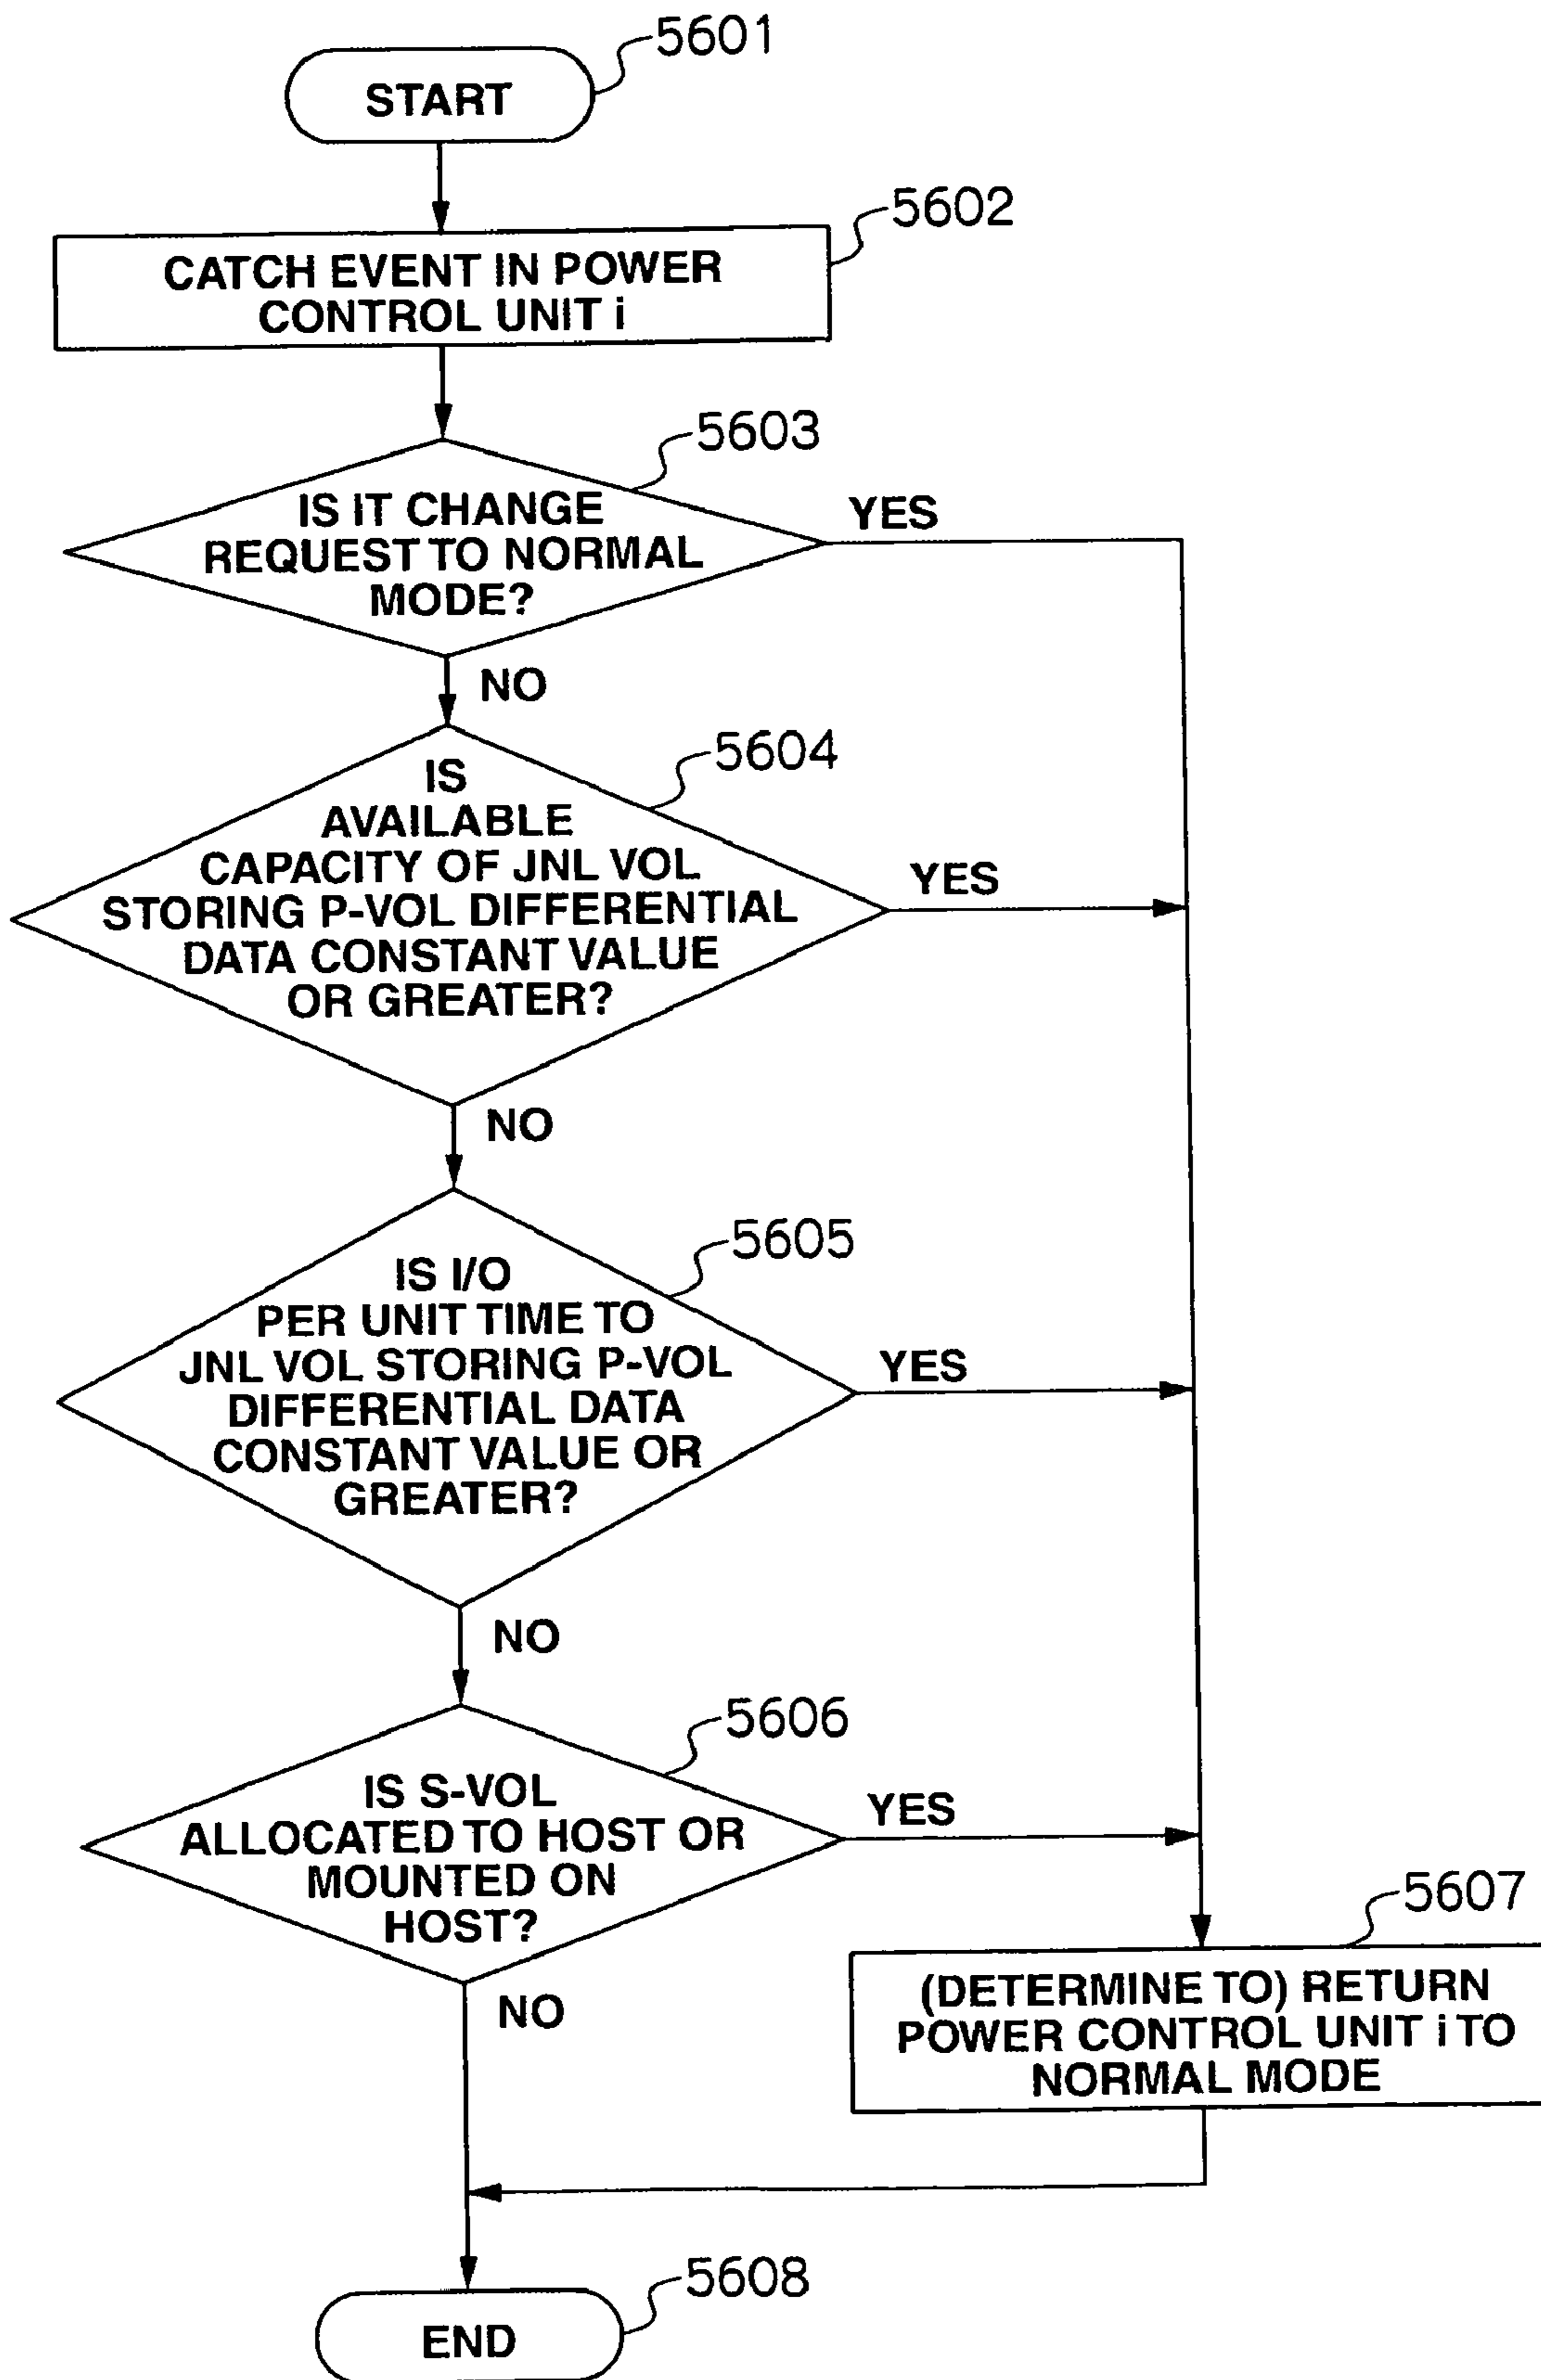 5601
START
5602
CATCH EVENT IN POWER
CONTROL UNIT i
5603
IS IT CHANGE
REQUEST TO NORMAL
MODE?
YES
NO
5604
IS
AVAILABLE
CAPACITY OF JNL VOL
STORING P-VOL DIFFERENTIAL
DATA CONSTANT VALUE
OR GREATER?
YES
NO
5605
IS I/O
PER UNIT TIME TO
JNL VOL STORING P-VOL
DIFFERENTIAL DATA
CONSTANT VALUE OR
GREATER?
YES
NO
5606
IS S-VOL
ALLOCATED TO HOST OR
MOUNTED ON
HOST?
YES
NO
5607
(DETERMINE TO) RETURN
POWER CONTROL UNIT i TO
NORMAL MODE
5608
END